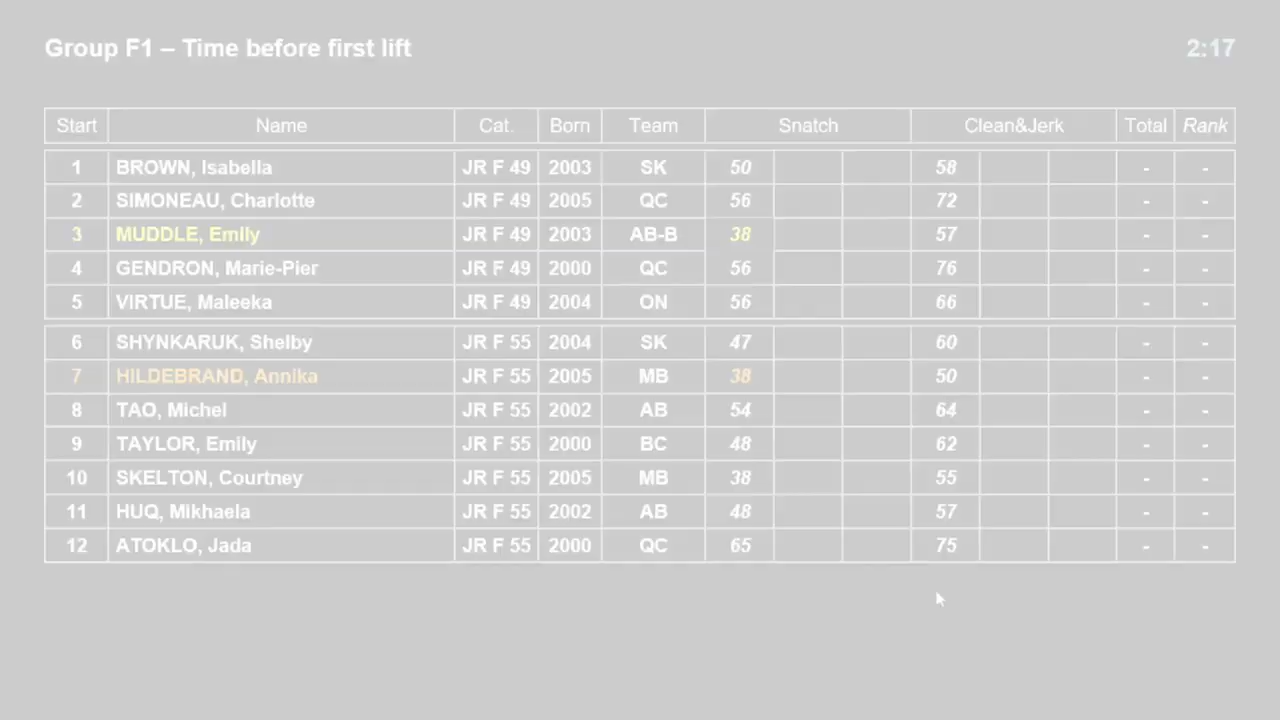 Group F1 – Time before first lift 2:17
Start Name Cat. Born Team Snatch Clean&Jerk Total Rank
1 BROWN, Isabella JR F 49 2003 SK 50 58 - -
2 SIMONEAU, Charlotte JR F 49 2005 QC 56 72 - -
3 MUDDLE, Emily JR F 49 2003 AB-B 38 57 - -
4 GENDRON, Marie-Pier JR F 49 2000 QC 56 76 - -
5 VIRTUE, Maleeka JR F 49 2004 ON 56 66 - -
6 SHYNKARUK, Shelby JR F 55 2004 SK 47 60 - -
7 HILDEBRAND, Annika JR F 55 2005 MB 38 50 - -
8 TAO, Michel JR F 55 2002 AB 54 64 - -
9 TAYLOR, Emily JR F 55 2000 BC 48 62 - -
10 SKELTON, Courtney JR F 55 2005 MB 38 55 - -
11 HUQ, Mikhaela JR F 55 2002 AB 48 57 - -
12 ATOKLO, Jada JR F 55 2000 QC 65 75 - -